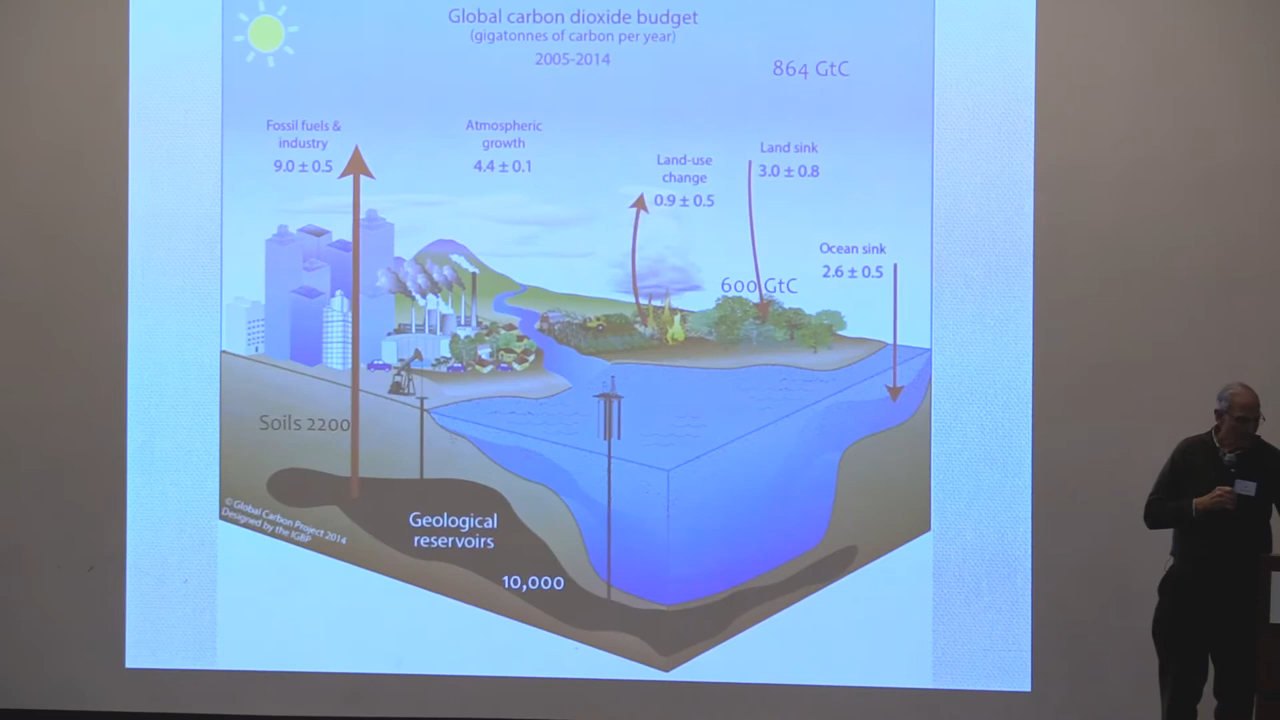 Global carbon dioxide budget
(gigatonnes of carbon per year)
2005-2014
864 GtC
Fossil fuels &
industry
9.0 ± 0.5
Atmospheric
growth
4.4 ± 0.1
Land-use
change
0.9 ± 0.5
Land sink
3.0 ± 0.8
Ocean sink
2.6 ± 0.5
600 GtC
Soils 2200
Geological
reservoirs
10,000
© Global Carbon Project 2014
Designed by the IGBP